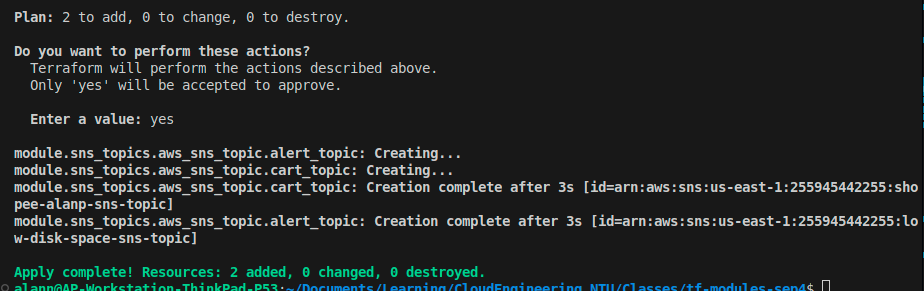 Plan: 2 to add, 0 to change, 0 to destroy.
Do you want to perform these actions?
Terraform will perform the actions described above.
Only 'yes' will be accepted to approve.
Enter a value: yes
module.sns_topics.aws_sns_topic.alert_topic: Creating...
module.sns_topics.aws_sns_topic.cart_topic: Creating...
module.sns_topics.aws_sns_topic.cart_topic: Creation complete after 3s [id=arn:aws:sns:us-east-1:255945442255:sho
pee-alanp-sns-topic]
module.sns_topics.aws_sns_topic.alert_topic: Creation complete after 3s [id=arn:aws:sns:us-east-1:255945442255:lo
w-disk-space-sns-topic]
Apply complete! Resources: 2 added, 0 changed, 0 destroyed.
alanp@AP-Workstation-ThinkPad-P53:~/Documents/Learning/CloudEngineering_NTU/Classes/tf-modules-sep4$